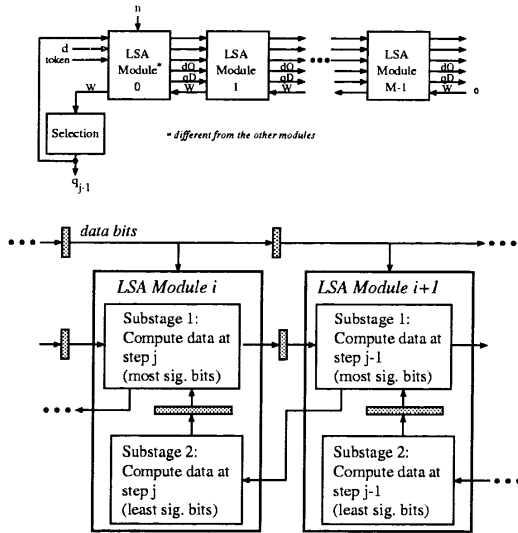 n
d
token
LSA
Module*
0
dQ
qD
W
LSA
Module
1
dQ
qD
W
LSA
Module
M-1
dQ
qD
W
0
W
Selection
* different from the other modules
q j-1
data bits
LSA Module i
LSA Module i+1
Substage 1:
Compute data at
step j
(most sig. bits)
Substage 1:
Compute data at
step j-1
(most sig. bits)
Substage 2:
Compute data at
step j
(least sig. bits)
Substage 2:
Compute data at
step j-1
(least sig. bits)